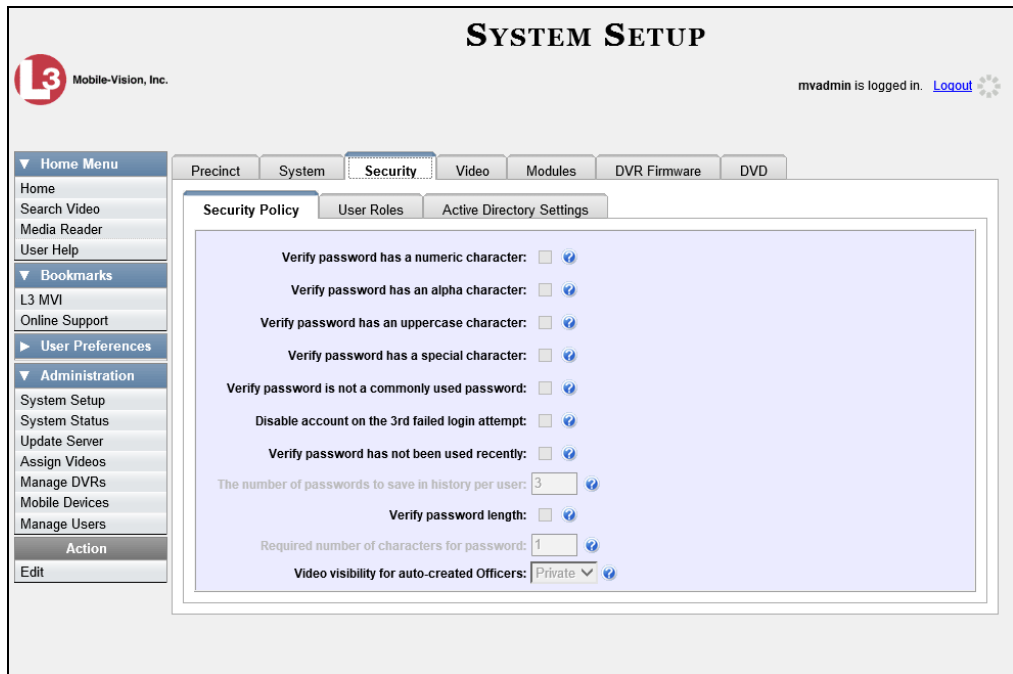 SYSTEM SETUP
L3 Mobile-Vision, Inc.
mvadmin is logged in. Logout
▼ Home Menu
Home
Search Video
Media Reader
User Help
▼ Bookmarks
L3 MVI
Online Support
▶ User Preferences
▼ Administration
System Setup
System Status
Update Server
Assign Videos
Manage DVRs
Mobile Devices
Manage Users
Action
Edit
Precinct System Security Video Modules DVR Firmware DVD
Security Policy User Roles Active Directory Settings
Verify password has a numeric character: ?
Verify password has an alpha character: ?
Verify password has an uppercase character: ?
Verify password has a special character: ?
Verify password is not a commonly used password: ?
Disable account on the 3rd failed login attempt: ?
Verify password has not been used recently: ?
The number of passwords to save in history per user: 3 ?
Verify password length: ?
Required number of characters for password: 1 ?
Video visibility for auto-created Officers: Private ?